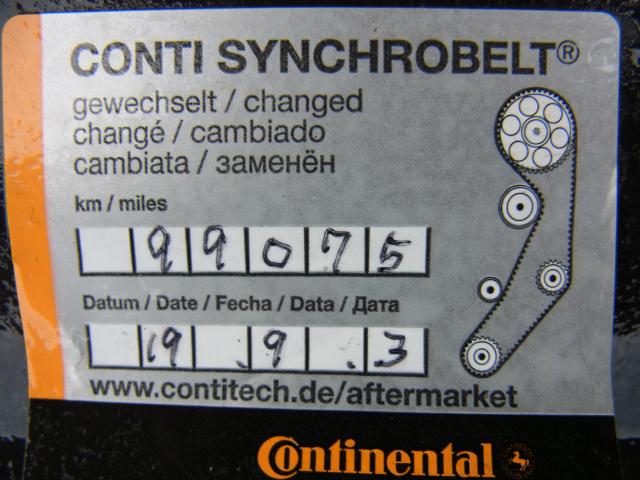 CONTI SYNCHROBELT®
gewechselt / changed
changé / cambiado
cambiata / заменён
km / miles
99075
Datum / Date / Fecha / Data / Дата
19 .9 .3
www.contitech.de/aftermarket
Continental